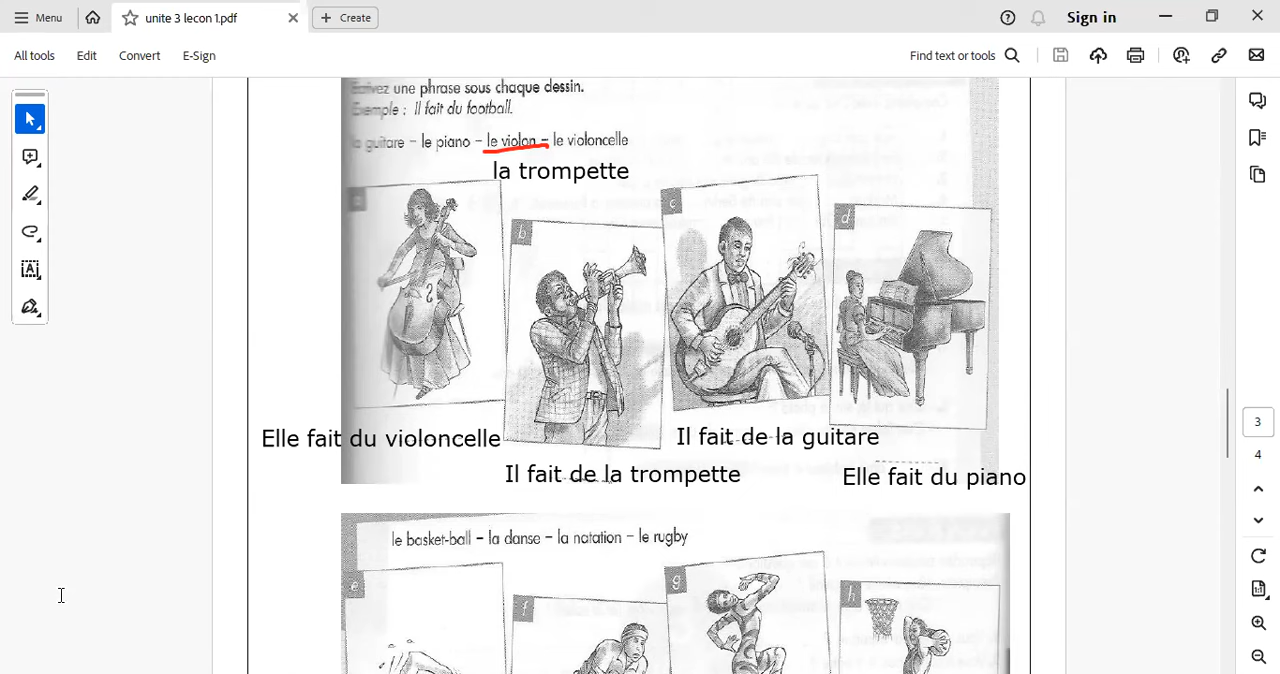 Menu
unite 3 lecon 1.pdf
Create
Sign in
All tools
Edit
Convert
E-Sign
Find text or tools
Écrivez une phrase sous chaque dessin.
Exemple : Il fait du football.
la guitare – le piano – le violon – le violoncelle
la trompette
a
b
c
d
Elle fait du violoncelle
Il fait de la guitare
Il fait de la trompette
Elle fait du piano
3
4
le basket-ball – la danse – la natation – le rugby
e
f
g
h